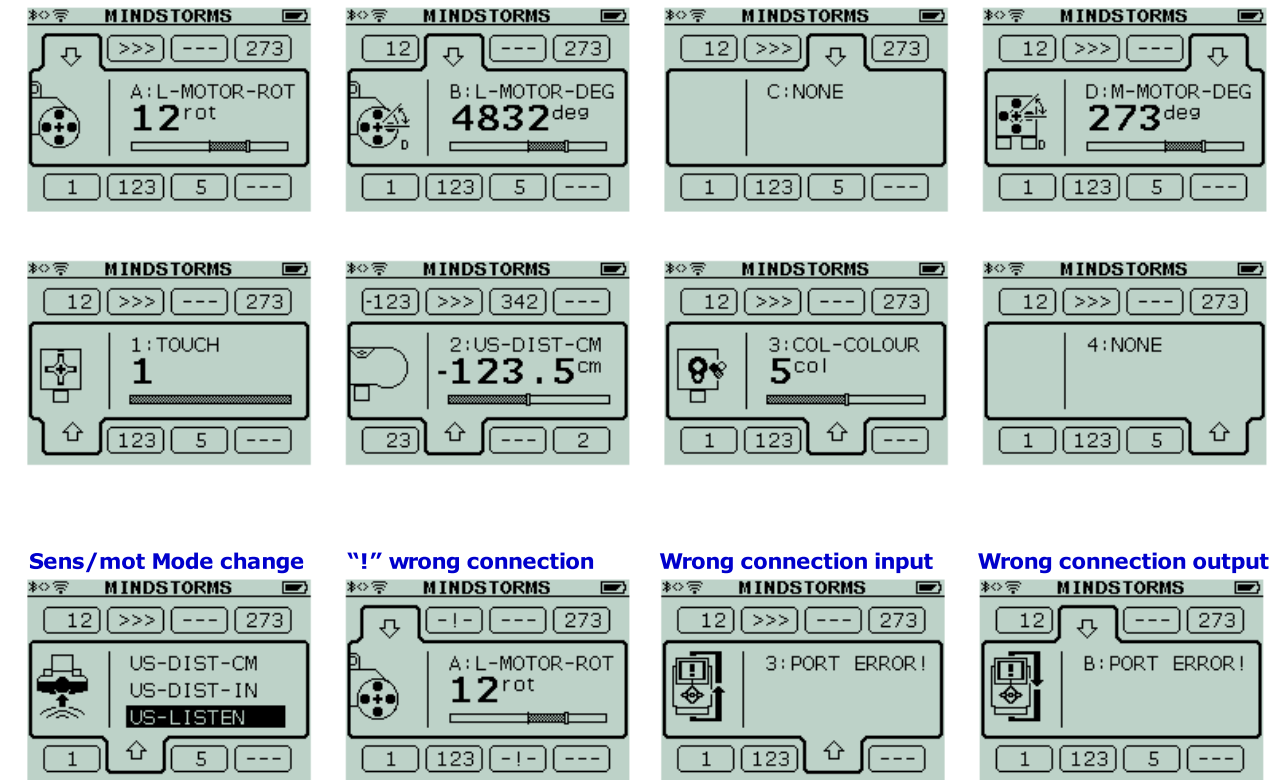 MINDSTORMS
>>> --- 273
A:L-MOTOR-ROT
12rot
1 123 5 ---
MINDSTORMS
12 --- 273
B:L-MOTOR-DEG
4832deg
D
1 123 5 ---
MINDSTORMS
12 >>> 273
C:NONE
1 123 5 ---
MINDSTORMS
12 >>> ---
D:M-MOTOR-DEG
273deg
D
1 123 5 ---
MINDSTORMS
12 >>> --- 273
1:TOUCH
1
123 5 ---
MINDSTORMS
-123 >>> 342 ---
2:US-DIST-CM
-123.5cm
23 --- 2
MINDSTORMS
12 >>> --- 273
3:COL-COLOUR
5col
1 123 ---
MINDSTORMS
12 >>> --- 273
4:NONE
1 123 5
Sens/mot Mode change
MINDSTORMS
12 >>> --- 273
US-DIST-CM
US-DIST-IN
US-LISTEN
1 5 ---
“!” wrong connection
MINDSTORMS
-!- --- 273
A:L-MOTOR-ROT
12rot
1 123 -!- ---
Wrong connection input
MINDSTORMS
12 >>> --- 273
!
3:PORT ERROR!
1 123 ---
Wrong connection output
MINDSTORMS
12 --- 273
!
B:PORT ERROR!
1 123 5 ---